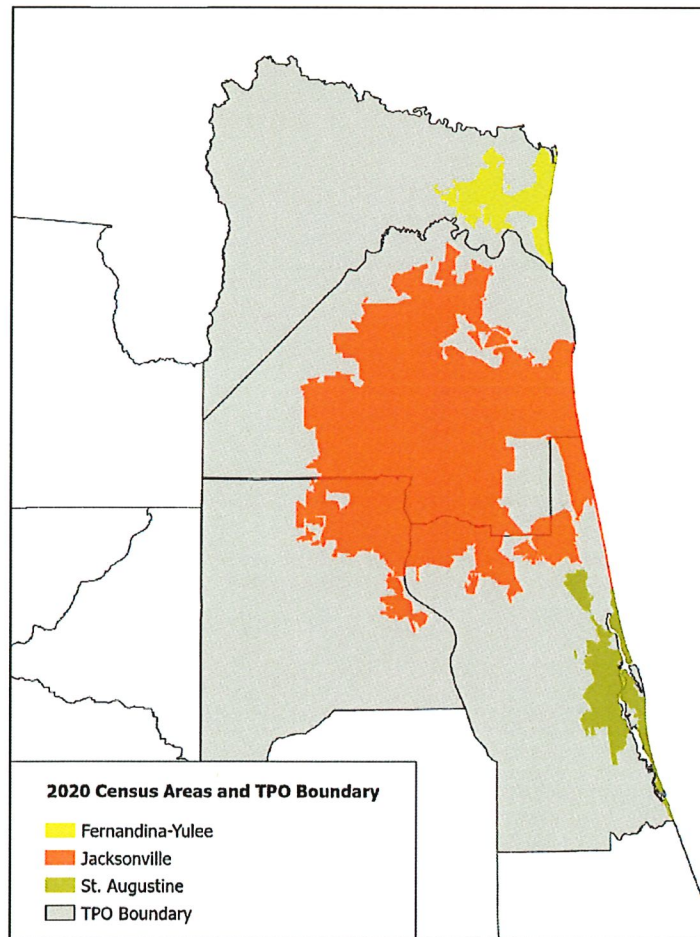 2020 Census Areas and TPO Boundary
Fernandina-Yulee
Jacksonville
St. Augustine
TPO Boundary